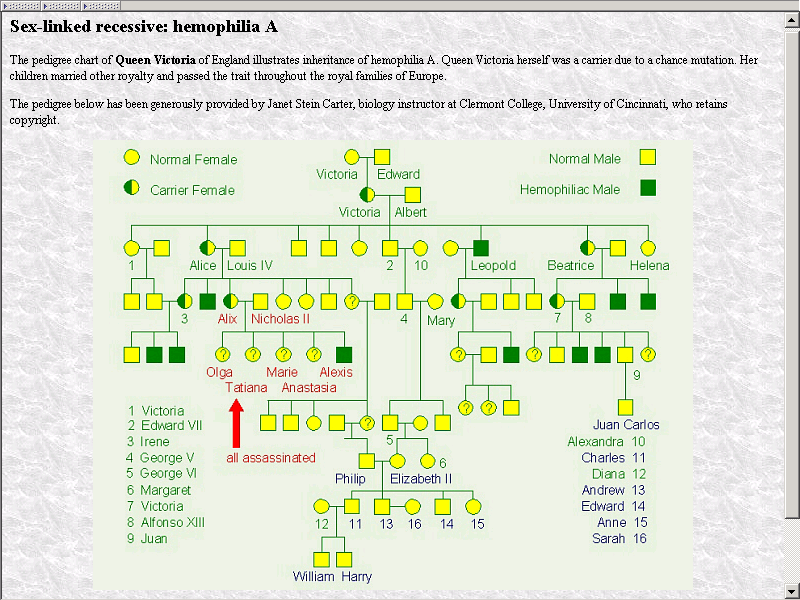 Sex-linked recessive: hemophilia A
The pedigree chart of Queen Victoria of England illustrates inheritance of hemophilia A. Queen Victoria herself was a carrier due to a chance mutation. Her
children married other royalty and passed the trait throughout the royal families of Europe.
The pedigree below has been generously provided by Janet Stein Carter, biology instructor at Clermont College, University of Cincinnati, who retains
copyright.
Normal Female
Normal Male
Victoria Edward
Carrier Female
Hemophiliac Male
Victoria Albert
1 Alice Louis IV 2 10 Leopold Beatrice Helena
?
3 Alix Nicholas II 4 Mary 7 8
? ? ? ? ? ? ?
Olga Marie Alexis 9
Tatiana Anastasia
? ?
Juan Carlos
?
5
all assassinated
6
Philip Elizabeth II
1 Victoria
2 Edward VII
3 Irene
4 George V
5 George VI
6 Margaret
7 Victoria
8 Alfonso XIII
9 Juan
Alexandra 10
Charles 11
Diana 12
Andrew 13
Edward 14
Anne 15
Sarah 16
12 11 13 16 14 15
William Harry